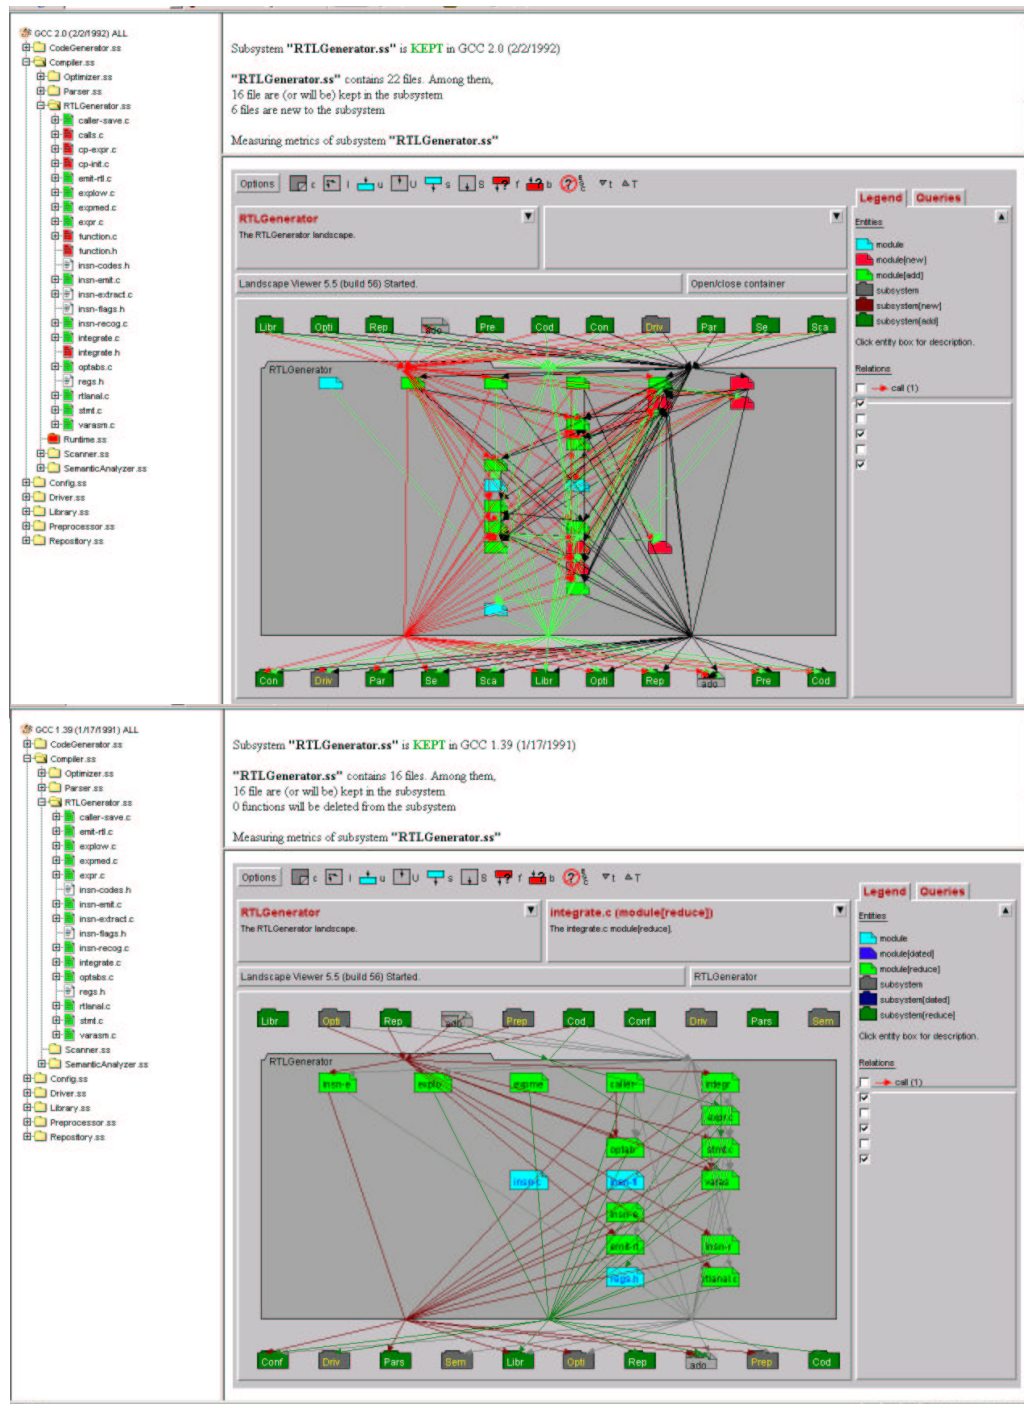 GCC 2.0 (2/2/1992) ALL
CodeGenerator.ss
Compiler.ss
Optimizer.ss
Parser.ss
RTLGenerator.ss
caller-save.c
calls.c
cp-expr.c
cp-init.c
emit-rtl.c
explow.c
expmed.c
expr.c
function.c
function.h
insn-codes.h
insn-emit.c
insn-extract.c
insn-flags.h
insn-recog.c
integrate.c
integrate.h
optabs.c
regs.h
rtlanal.c
stmt.c
varasm.c
Runtime.ss
Scanner.ss
SemanticAnalyzer.ss
Config.ss
Driver.ss
Library.ss
Preprocessor.ss
Repository.ss
Subsystem "RTLGenerator.ss" is KEPT in GCC 2.0 (2/2/1992)
"RTLGenerator.ss" contains 22 files. Among them,
16 file are (or will be) kept in the subsystem
6 files are new to the subsystem
Measuring metrics of subsystem "RTLGenerator.ss"
Options c l u U s S f b t T
RTLGenerator
The RTLGenerator landscape.
Landscape Viewer 5.5 (build 56) Started.
Open/close container
Libr Opti Rep ado Pre Cod Con Driv Par Se Sca
RTLGenerator
Con Driv Par Se Sca Libr Opti Rep ado Pre Cod
Legend Queries
Entities
module
module[new]
module[add]
subsystem
subsystem[new]
subsystem[add]
Click entity box for description.
Relations
call (1)
GCC 1.39 (1/17/1991) ALL
CodeGenerator.ss
Compiler.ss
Optimizer.ss
Parser.ss
RTLGenerator.ss
caller-save.c
emit-rtl.c
explow.c
expmed.c
expr.c
insn-codes.h
insn-emit.c
insn-extract.c
insn-flags.h
insn-recog.c
integrate.c
optabs.c
regs.h
rtlanal.c
stmt.c
varasm.c
Scanner.ss
SemanticAnalyzer.ss
Config.ss
Driver.ss
Library.ss
Preprocessor.ss
Repository.ss
Subsystem "RTLGenerator.ss" is KEPT in GCC 1.39 (1/17/1991)
"RTLGenerator.ss" contains 16 files. Among them,
16 file are (or will be) kept in the subsystem
0 functions will be deleted from the subsystem
Measuring metrics of subsystem "RTLGenerator.ss"
Options c l u U s S f b t T
RTLGenerator
The RTLGenerator landscape.
integrate.c (module[reduce])
The integrate.c module[reduce].
Landscape Viewer 5.5 (build 56) Started.
RTLGenerator
Libr Opti Rep ado Prep Cod Conf Driv Pars Sem
RTLGenerator
insn-e explo expme caller- integr
expr.c
optab stmt.c
insn-c insn-fl varas
insn-e
emit-rt insn-r
regs.h rtlanal.c
Conf Driv Pars Sem Libr Opti Rep ado Prep Cod
Legend Queries
Entities
module
module[dated]
module[reduce]
subsystem
subsystem[dated]
subsystem[reduce]
Click entity box for description.
Relations
call (1)